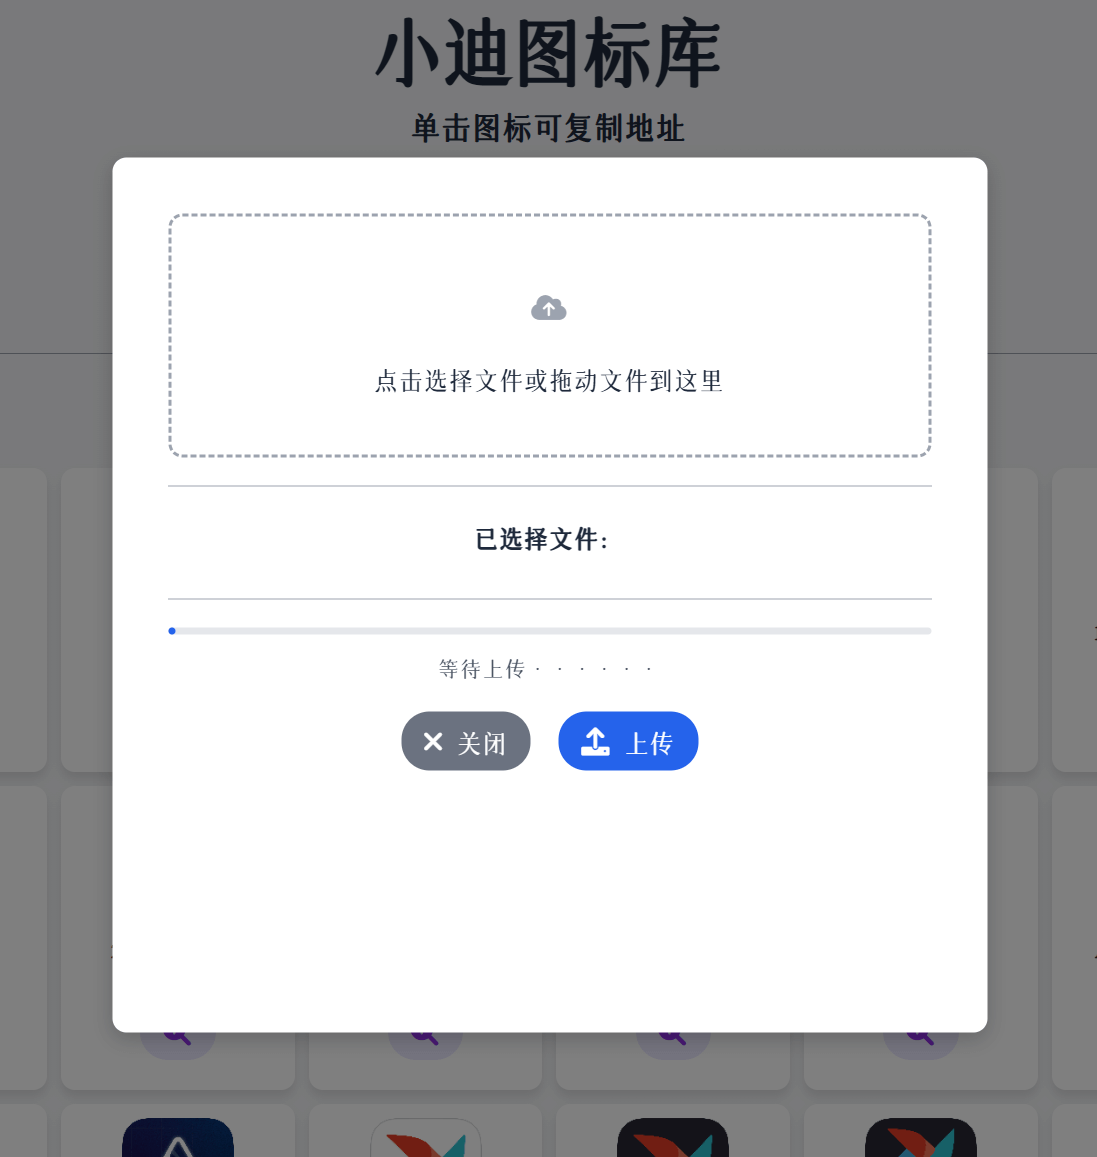 小迪图标库
单击图标可复制地址
点击选择文件或拖动文件到这里
已选择文件:
等待上传 · · · · · ·
关闭
上传